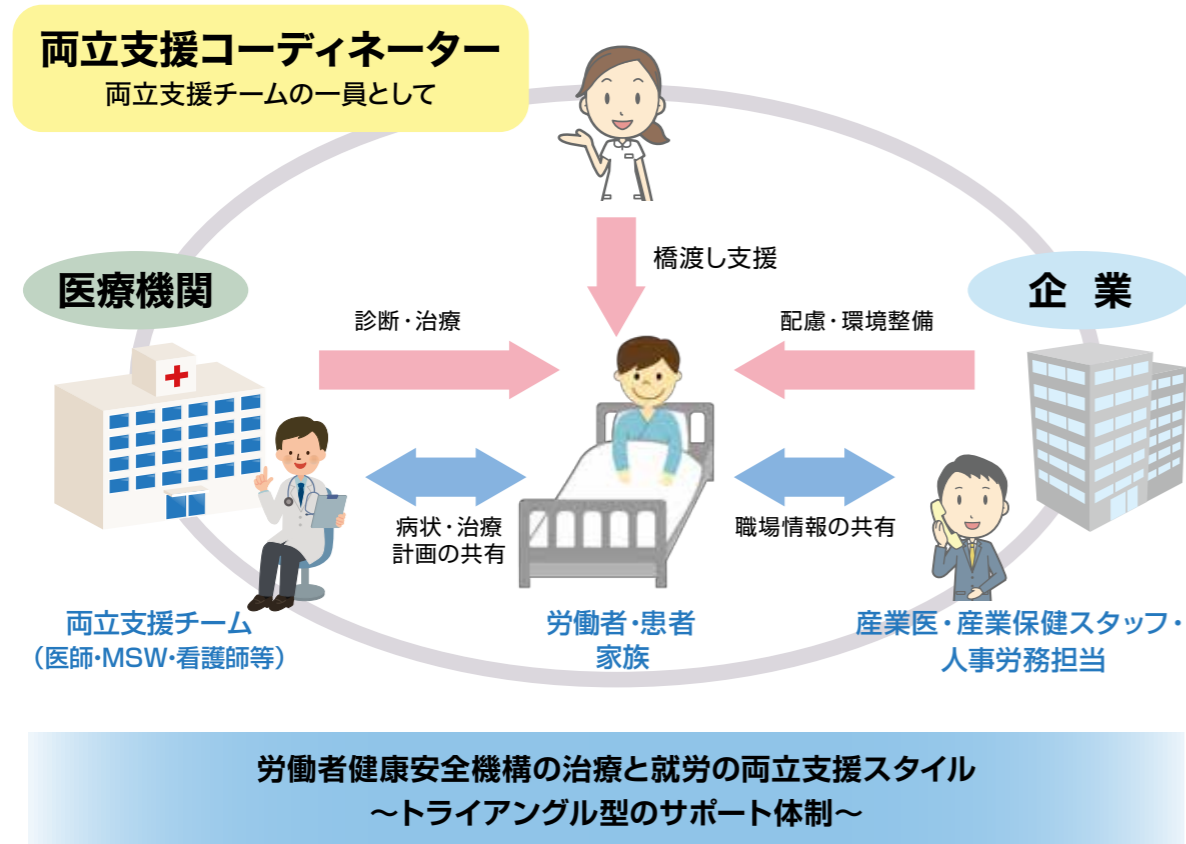 両立支援コーディネーター
両立支援チームの一員として
橋渡し支援
医療機関
企 業
診断・治療
配慮・環境整備
病状・治療
計画の共有
職場情報の共有
両立支援チーム
（医師・MSW・看護師等）
労働者・患者
家族
産業医・産業保健スタッフ・
人事労務担当
労働者健康安全機構の治療と就労の両立支援スタイル
～トライアングル型のサポート体制～